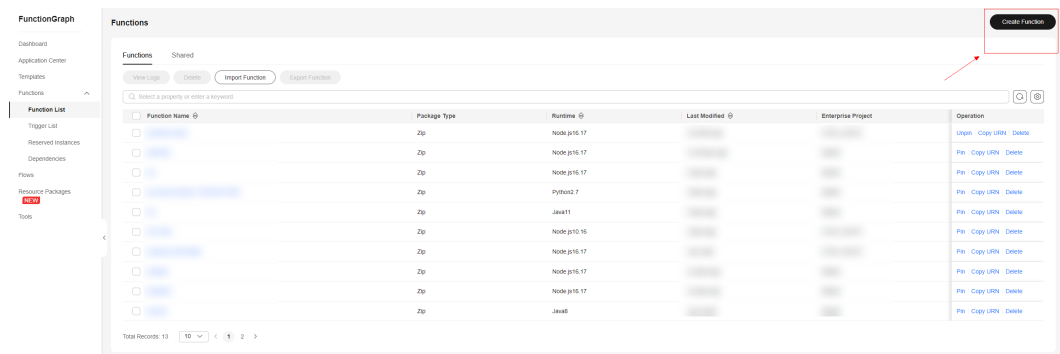 FunctionGraph
Dashboard
Application Center
Templates
Functions
Function List
Trigger List
Reserved Instances
Dependencies
Flows
Resource Packages
NEW
Tools
Functions
Create Function
Functions Shared
View Logs Delete Import Function Export Function
Select a property or enter a keyword.
Function Name Package Type Runtime Last Modified Enterprise Project Operation
Zip Node.js16.17 Unpin Copy URN Delete
Zip Node.js16.17 Pin Copy URN Delete
Zip Node.js16.17 Pin Copy URN Delete
Zip Python2.7 Pin Copy URN Delete
Zip Java11 Pin Copy URN Delete
Zip Node.js10.16 Pin Copy URN Delete
Zip Node.js16.17 Pin Copy URN Delete
Zip Node.js16.17 Pin Copy URN Delete
Zip Node.js16.17 Pin Copy URN Delete
Zip Java8 Pin Copy URN Delete
Total Records: 13 10 < 1 2 >